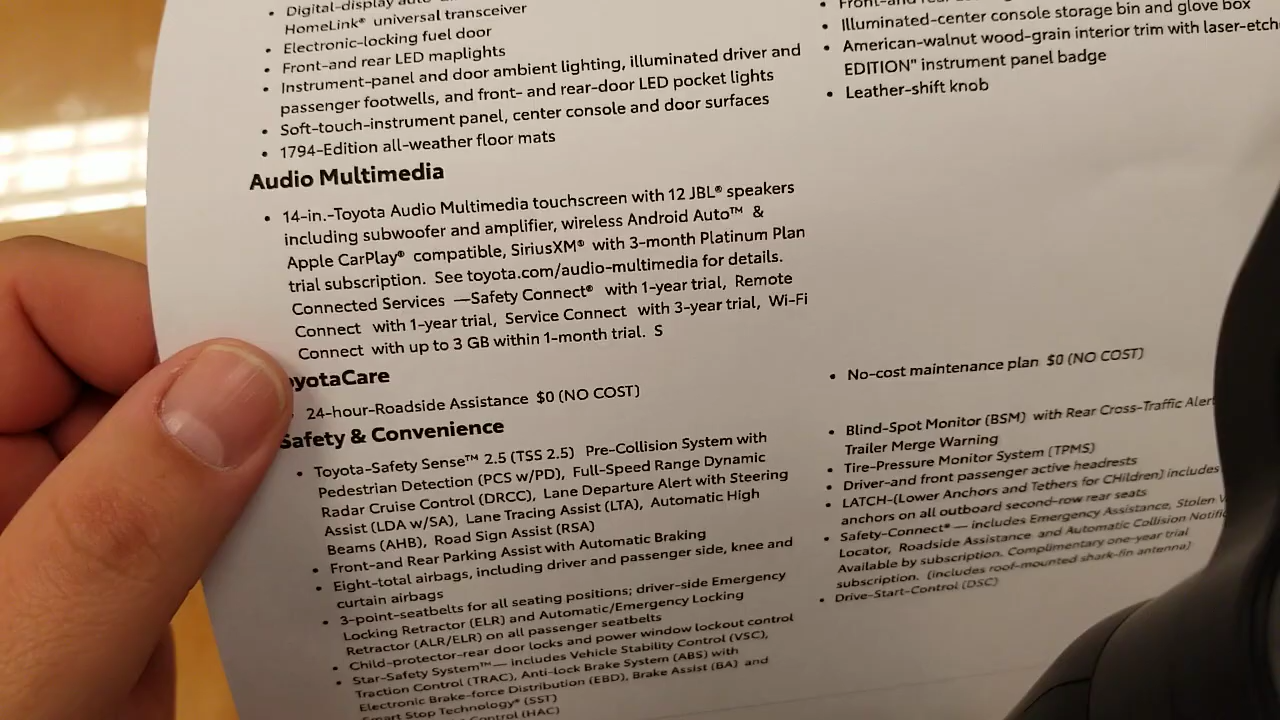 Digital-display
HomeLink® universal transceiver
Electronic-locking fuel door
Front-and rear LED maplights
Instrument-panel and door ambient lighting, illuminated driver and
passenger footwells, and front- and rear-door LED pocket lights
Soft-touch-instrument panel, center console and door surfaces
1794-Edition all-weather floor mats
Illuminated-center console storage bin and glove box
American-walnut wood-grain interior trim with
EDITION" instrument panel badge
Leather-shift knob
Audio Multimedia
14-in.-Toyota Audio Multimedia touchscreen with 12 JBL® speakers
including subwoofer and amplifier, wireless Android Auto™ &
Apple CarPlay® compatible, SiriusXM® with 3-month Platinum Plan
trial subscription. See toyota.com/audio-multimedia for details.
Connected Services —Safety Connect® with 1-year trial, Remote
Connect with 1-year trial, Service Connect with 3-year trial, Wi-Fi
Connect with up to 3 GB within 1-month trial. S
oyotaCare
24-hour-Roadside Assistance $0 (NO COST)
No-cost maintenance plan $0 (NO COST)
Safety & Convenience
Toyota-Safety Sense™ 2.5 (TSS 2.5) Pre-Collision System with
Pedestrian Detection (PCS w/PD), Full-Speed Range Dynamic
Radar Cruise Control (DRCC), Lane Departure Alert with Steering
Assist (LDA w/SA), Lane Tracing Assist (LTA), Automatic High
Beams (AHB), Road Sign Assist (RSA)
Front-and Rear Parking Assist with Automatic Braking
Eight-total airbags, including driver and passenger side, knee and
curtain airbags
3-point-seatbelts for all seating positions; driver-side Emergency
Locking Retractor (ELR) and Automatic/Emergency Locking
Retractor (ALR/ELR) on all passenger seatbelts
Child-protector-rear door locks and power window lockout control
Star-Safety System™— includes Vehicle Stability Control (VSC),
Traction Control (TRAC), Anti-lock Brake System (ABS) with
Electronic Brake-force Distribution (EBD), Brake Assist (BA) and
Smart Stop Technology® (SST)
Control (HAC)
Blind-Spot Monitor (BSM) with Rear Cross-Traffic Alert
Trailer Merge Warning
Tire-Pressure Monitor System (TPMS)
Driver-and front passenger active headrests
LATCH-(Lower Anchors and Tethers for CHildren) includes
anchors on all outboard second-row rear seats
Safety-Connect®— includes Emergency Assistance, Stolen
Locator, Roadside Assistance and Automatic Collision
Available by subscription. Complimentary one-year trial
subscription. (includes roof-mounted shark-fin antenna)
Drive-Start-Control (DSC)